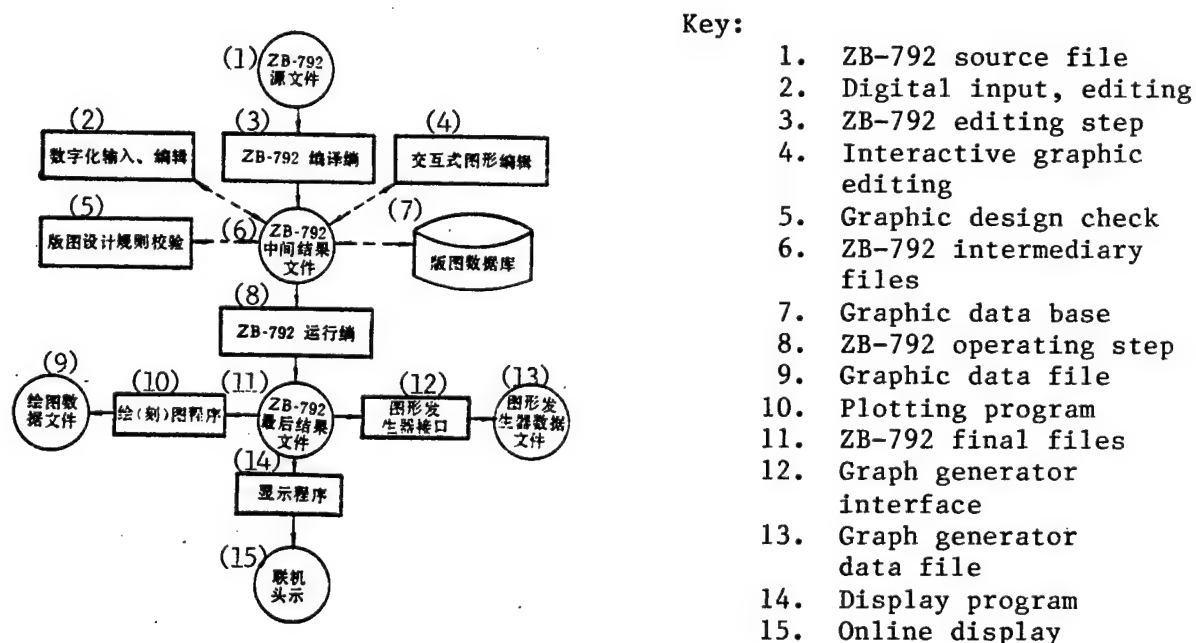 Key:
(1)
ZB-792
源文件
(2)
(3)
(4)
数字化输入、编辑
ZB-792 编译编
交互式图形编辑
(5)
(6)
(7)
版图设计规则校验
ZB-792
中间结果
文件
版图数据库
(8)
ZB-792 运行编
(9)
(10)
(11)
(12)
(13)
绘图数
据文件
绘(刻)图程序
ZB-792
最后结果
文件
图形发
生器接口
图形发
生器数据
文件
(14)
显示程序
(15)
联机
头示
1. ZB-792 source file
2. Digital input, editing
3. ZB-792 editing step
4. Interactive graphic
editing
5. Graphic design check
6. ZB-792 intermediary
files
7. Graphic data base
8. ZB-792 operating step
9. Graphic data file
10. Plotting program
11. ZB-792 final files
12. Graph generator
interface
13. Graph generator
data file
14. Display program
15. Online display